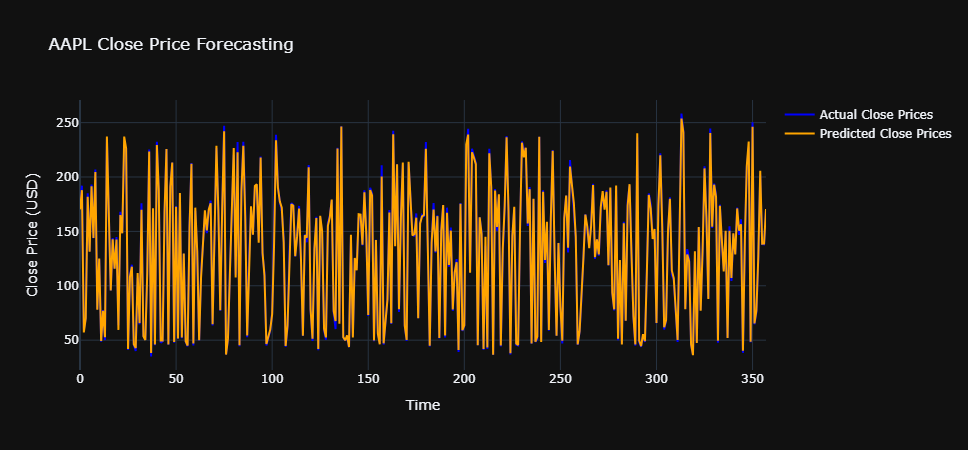 AAPL Close Price Forecasting
Actual Close Prices
Predicted Close Prices
Close Price (USD)
250
200
150
100
50
0 50 100 150 200 250 300 350
Time